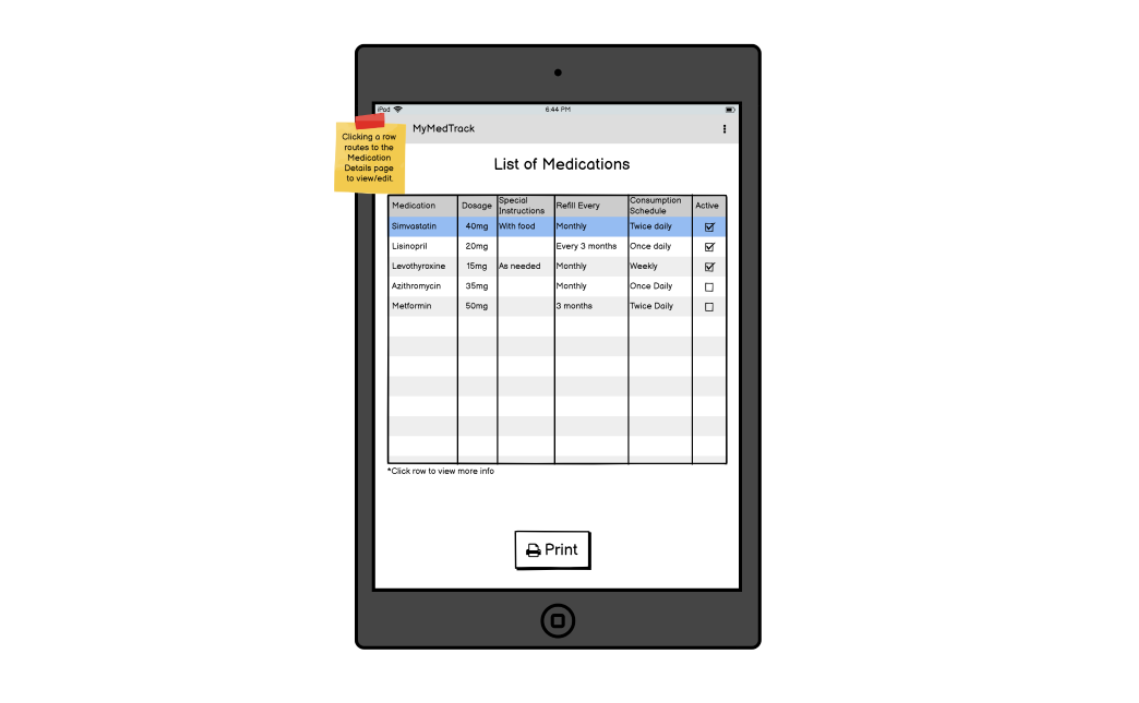 iPad
6:44 PM
MyMedTrack
Clicking a row
routes to the
Medication
Details page
to view/edit.
List of Medications
Medication Dosage Special Instructions Refill Every Consumption Schedule Active
Simvastatin 40mg With food Monthly Twice daily
Lisinopril 20mg Every 3 months Once daily
Levothyroxine 15mg As needed Monthly Weekly
Azithromycin 35mg Monthly Once Daily
Metformin 50mg 3 months Twice Daily
*Click row to view more info
Print